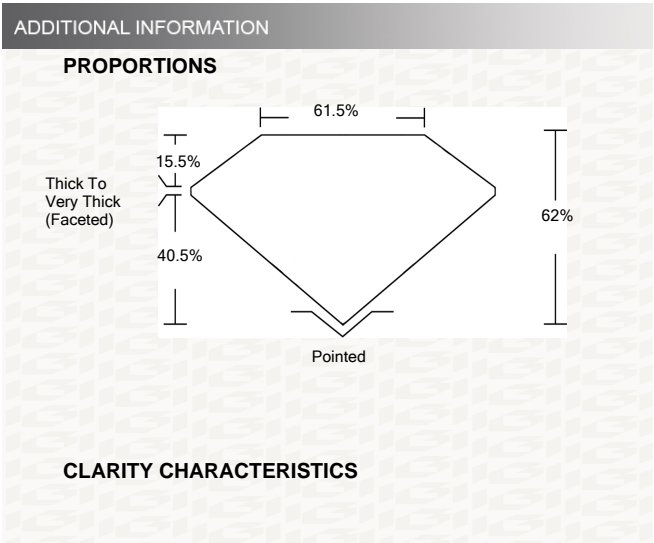 ADDITIONAL INFORMATION
PROPORTIONS
61.5%
15.5%
Thick To
Very Thick
(Faceted)
62%
40.5%
Pointed
CLARITY CHARACTERISTICS